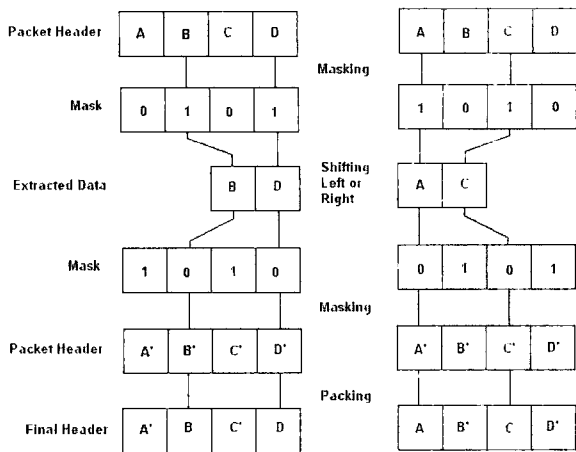 Packet Header A B C D
A B C D
Masking
Mask 0 1 0 1
1 0 1 0
Extracted Data B D
Shifting
Left or
Right
A C
Mask 1 0 1 0
0 1 0 1
Masking
Packet Header A' B' C' D'
A' B' C' D'
Packing
Final Header A' B C' D
A B' C D'